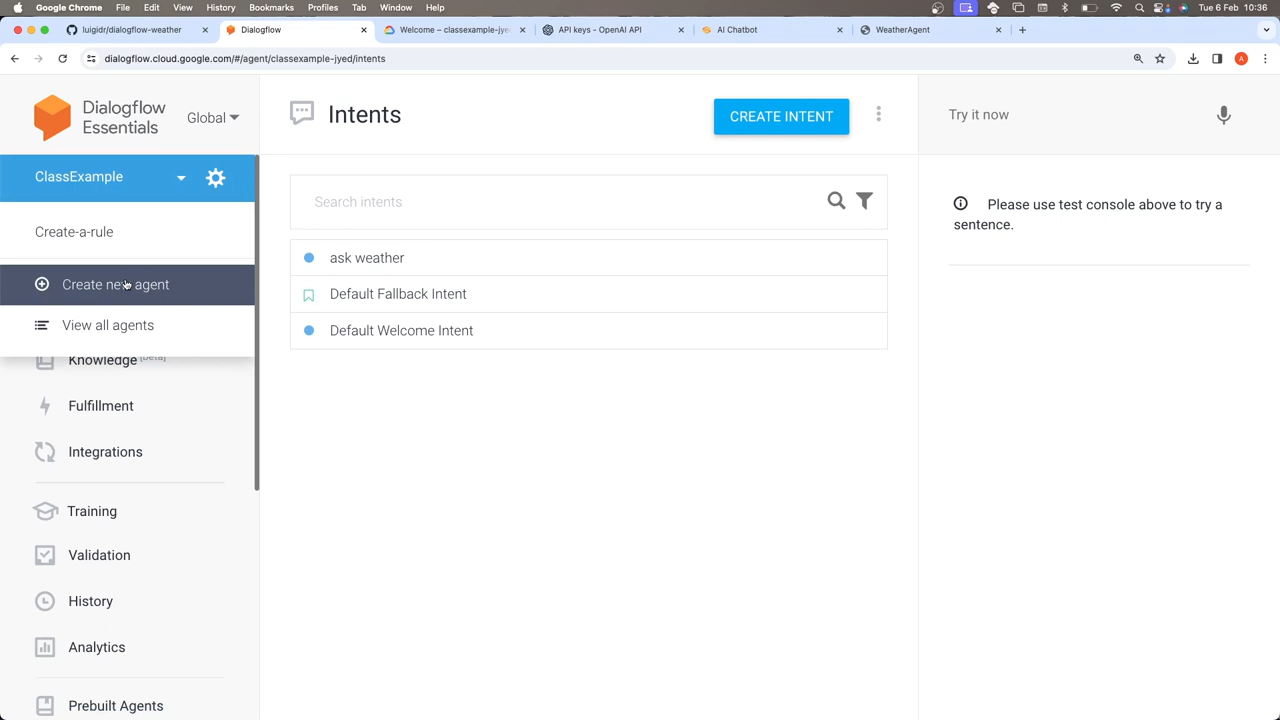 Google Chrome File Edit View History Bookmarks Profiles Tab Window Help Tue 6 Feb 10:36
luigidr/dialogflow-weather Dialogflow Welcome – classexample-jye API keys - OpenAI API AI Chatbot WeatherAgent
dialogflow.cloud.google.com/#/agent/classexample-jyed/intents A
Dialogflow
Essentials
Global
Intents
CREATE INTENT
Try it now
ClassExample
Create-a-rule
Create new agent
View all agents
Knowledge [beta]
Fulfillment
Integrations
Training
Validation
History
Analytics
Prebuilt Agents
Search intents
ask weather
Default Fallback Intent
Default Welcome Intent
Please use test console above to try a
sentence.